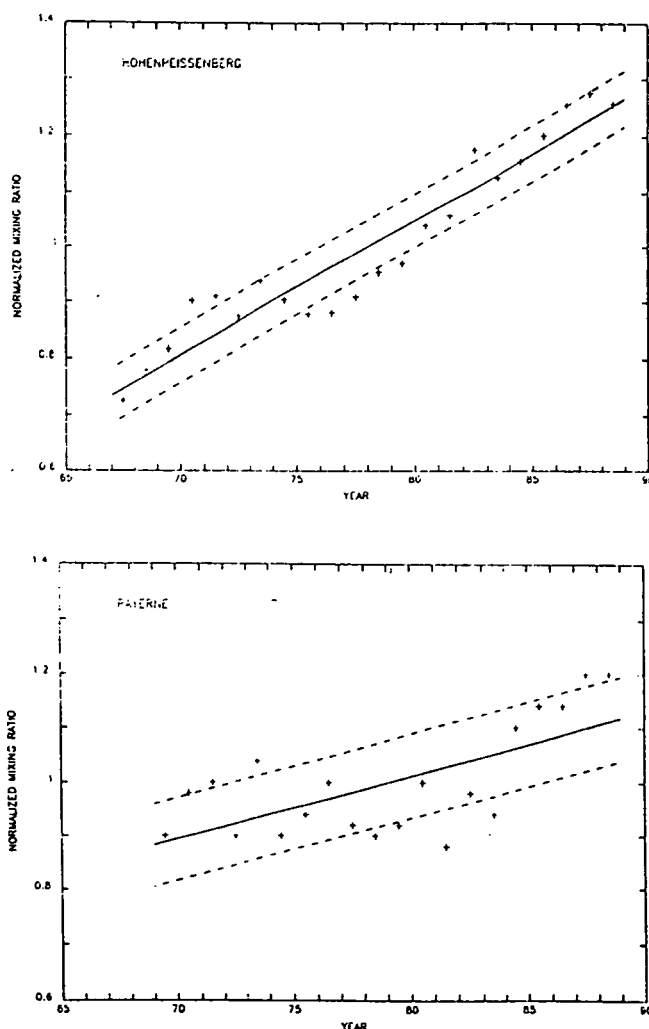 1.4
HOHENPEISSENBERG
1.2
1
0.8
0.6
NORMALIZED MIXING RATIO
65 70 75 80 85 90
YEAR
1.4
PAYERNE
1.2
1
0.8
0.6
NORMALIZED MIXING RATIO
65 70 75 80 85 90
YEAR